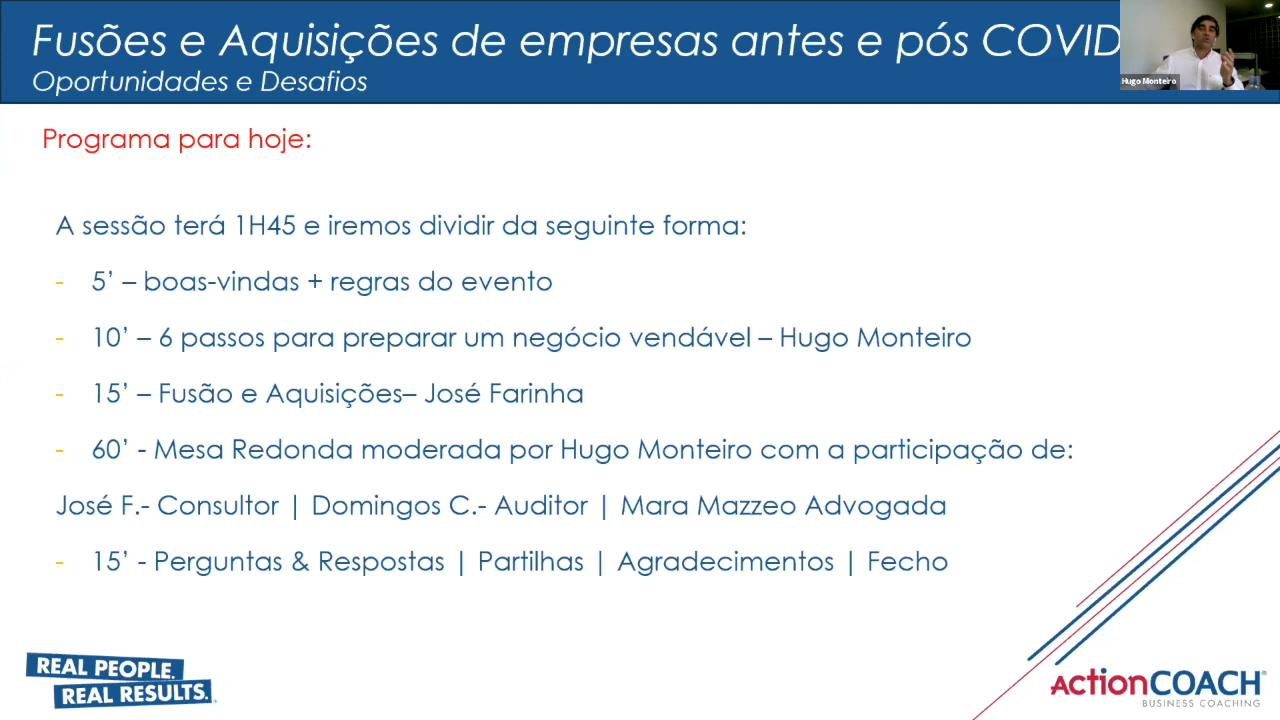 Fusões e Aquisições de empresas antes e pós COVID
Oportunidades e Desafios
Hugo Monteiro
Programa para hoje:
A sessão terá 1H45 e iremos dividir da seguinte forma:
- 5’ – boas-vindas + regras do evento
- 10’ – 6 passos para preparar um negócio vendável – Hugo Monteiro
- 15’ – Fusão e Aquisições– José Farinha
- 60’ - Mesa Redonda moderada por Hugo Monteiro com a participação de:
José F.- Consultor | Domingos C.- Auditor | Mara Mazzeo Advogada
- 15’ - Perguntas & Respostas | Partilhas | Agradecimentos | Fecho
REAL PEOPLE.
REAL RESULTS.
ActionCOACH®
BUSINESS COACHING